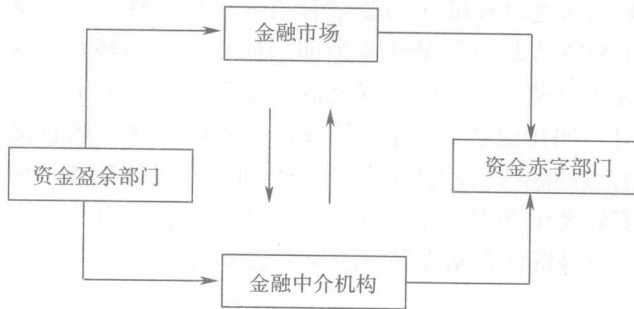 金融市场
资金盈余部门
资金赤字部门
金融中介机构